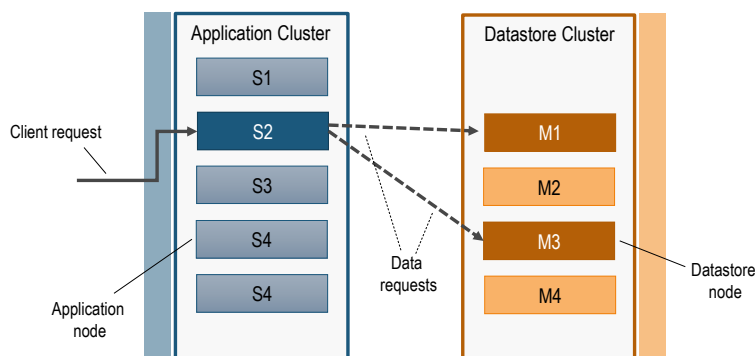 Application Cluster
Datastore Cluster
S1
Client request
S2
M1
S3
M2
S4
M3
Application
node
Data
requests
Datastore
node
S4
M4